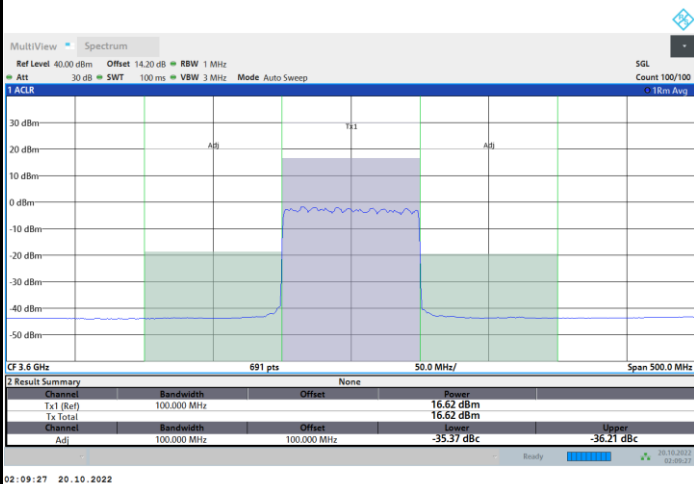 MultiView Spectrum
Ref Level 40.00 dBm Offset 14.20 dB RBW 1 MHz SGL
Att 30 dB SWT 100 ms VBW 3 MHz Mode Auto Sweep Count 100/100
1 ACLR 1Rm Avg
30 dBm
Tx1
20 dBm Adj Adj
10 dBm
0 dBm
-10 dBm
-20 dBm
-30 dBm
-40 dBm
-50 dBm
CF 3.6 GHz 691 pts 50.0 MHz/ Span 500.0 MHz
2 Result Summary None
Channel Bandwidth Offset Power
Tx1 (Ref) 100.000 MHz 16.62 dBm
Tx Total 16.62 dBm
Channel Bandwidth Offset Lower Upper
Adj 100.000 MHz 100.000 MHz -35.37 dBc -36.21 dBc
Ready 20.10.2022
02:09:27
02:09:27 20.10.2022